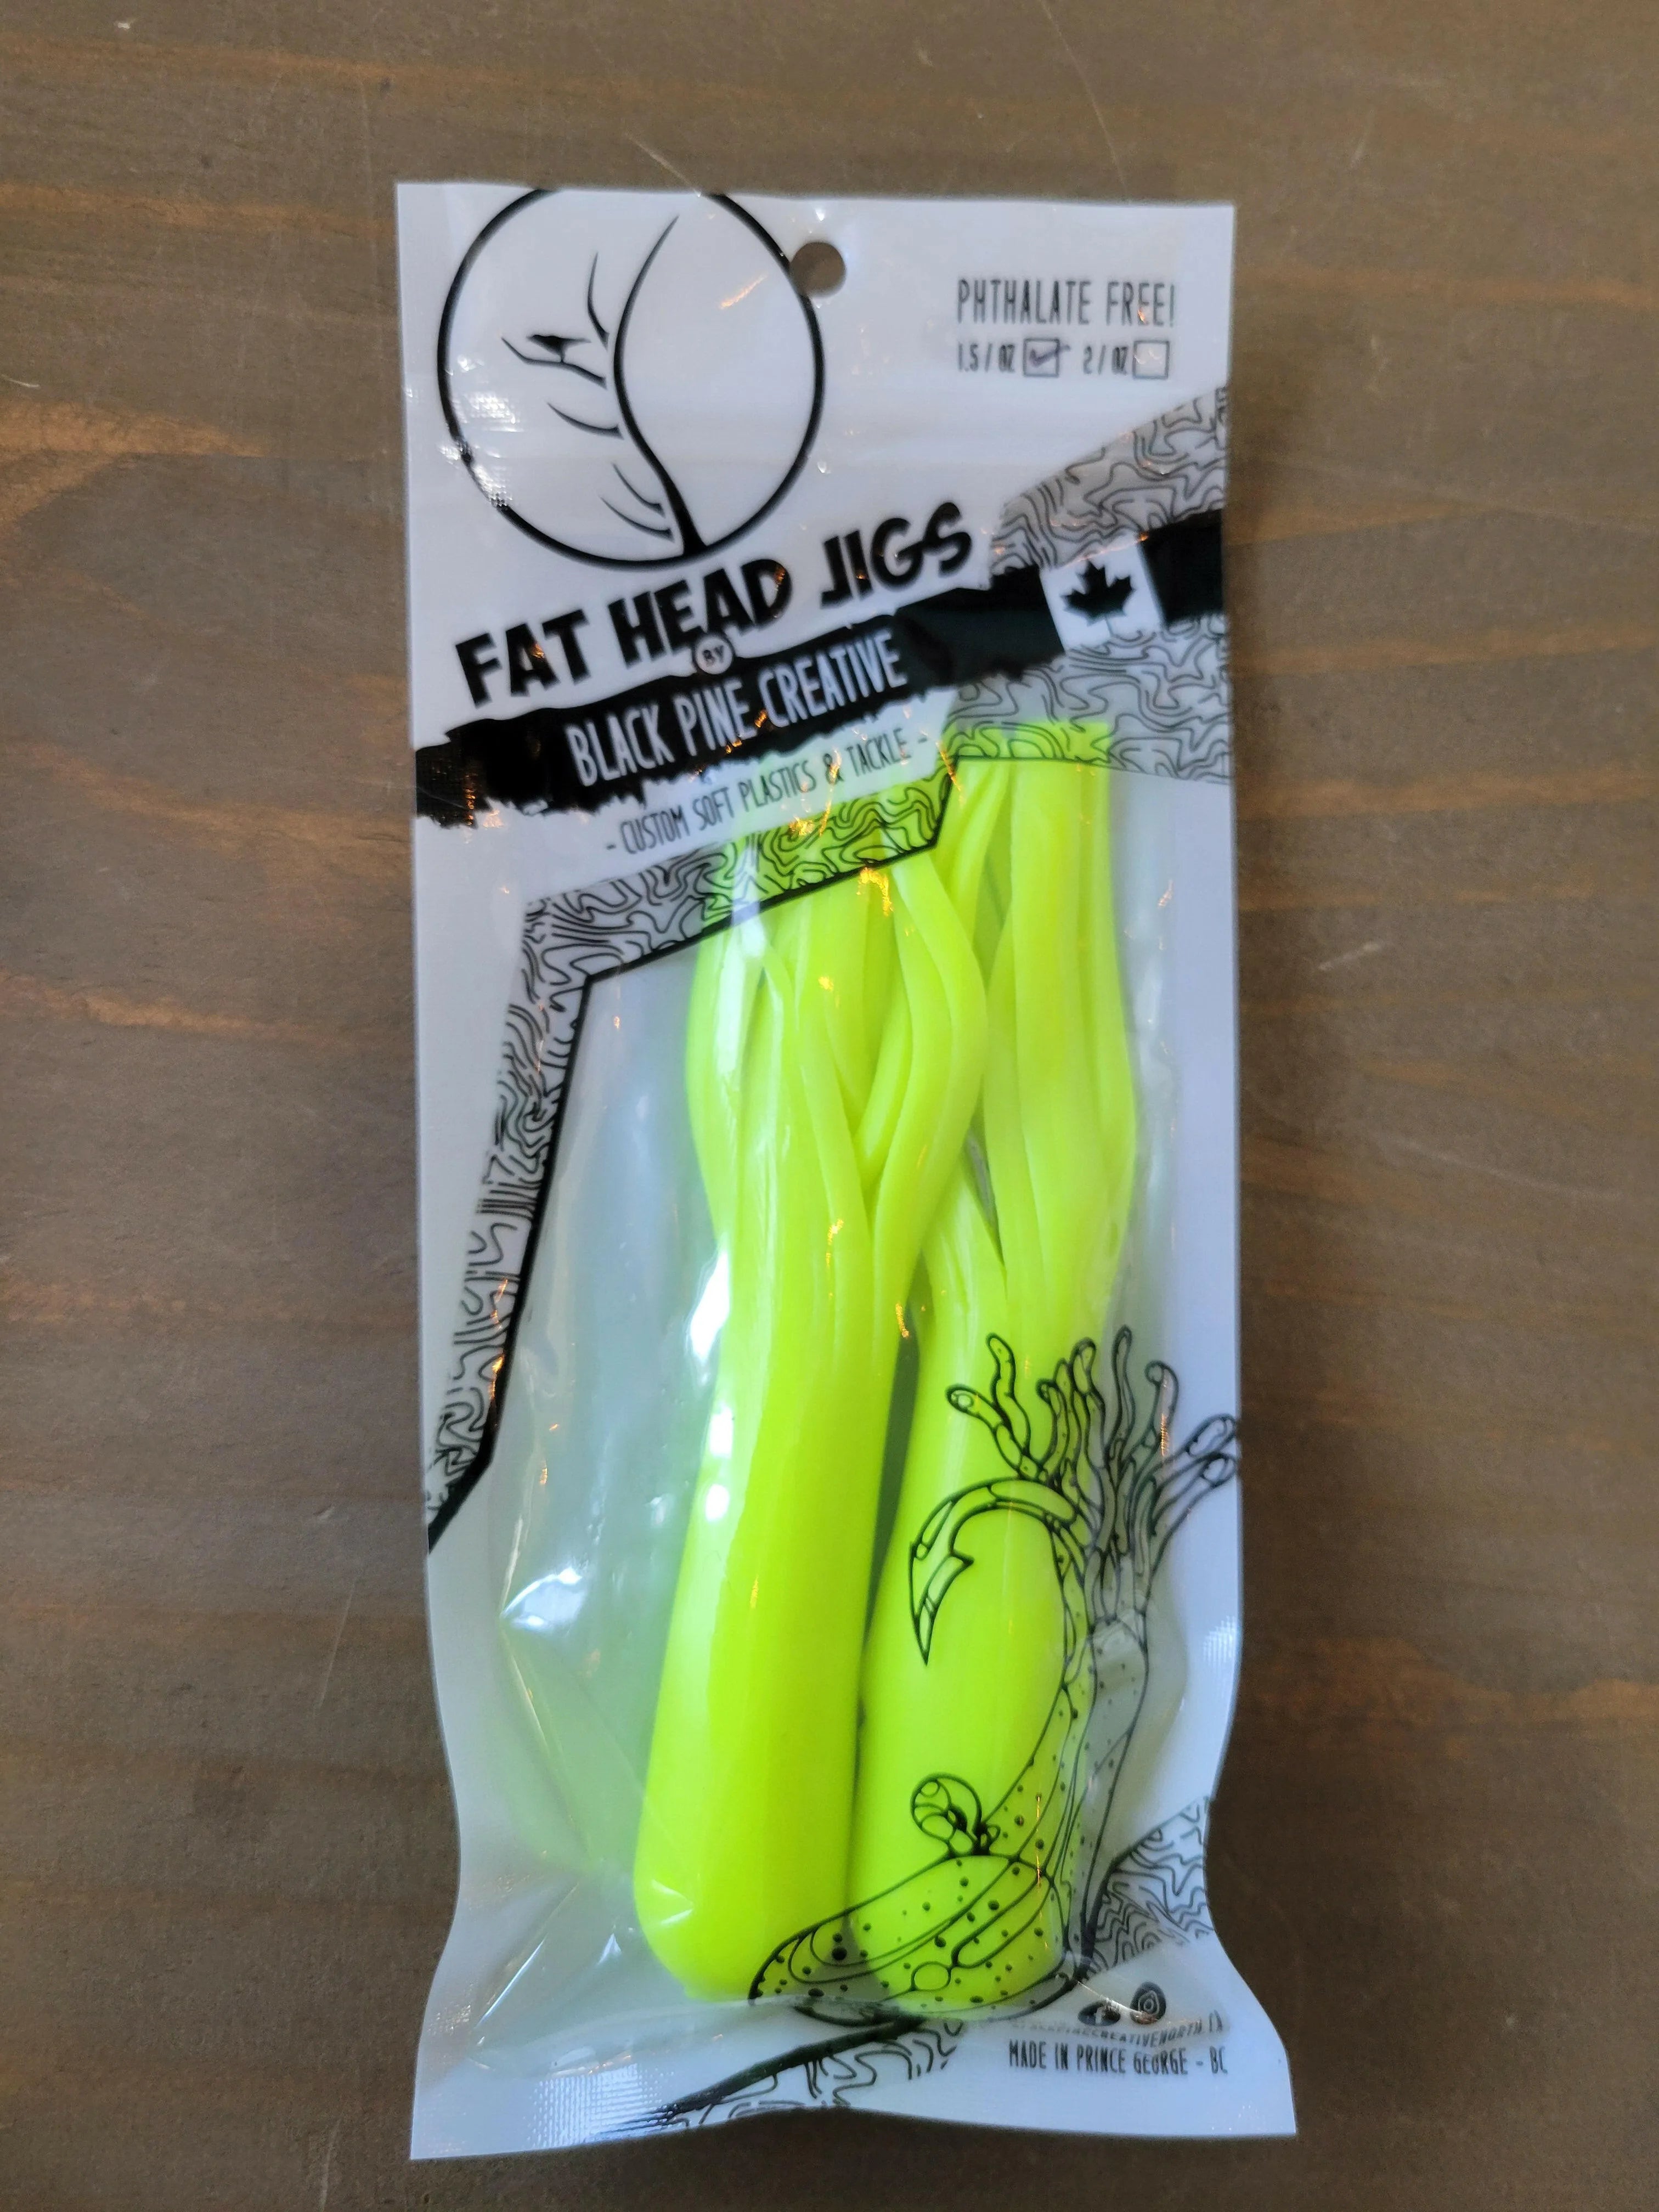 PHTHALATE FREE!
1.5/OZ 2/OZ
FAT HEAD JIGS
BY
BLACK PINE CREATIVE
- CUSTOM SOFT PLASTICS & TACKLE -
MADE IN PRINCE GEORGE - BC